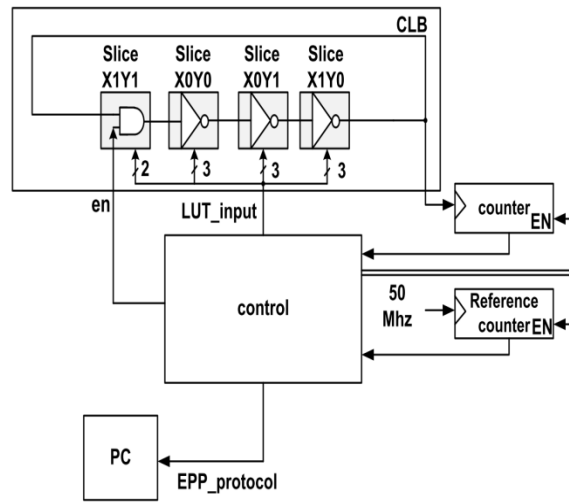 CLB
Slice Slice Slice Slice
X1Y1 X0Y0 X0Y1 X1Y0
2 3 3 3
en
LUT_input
counter
EN
control
50
Mhz
Reference
counter EN
PC
EPP_protocol